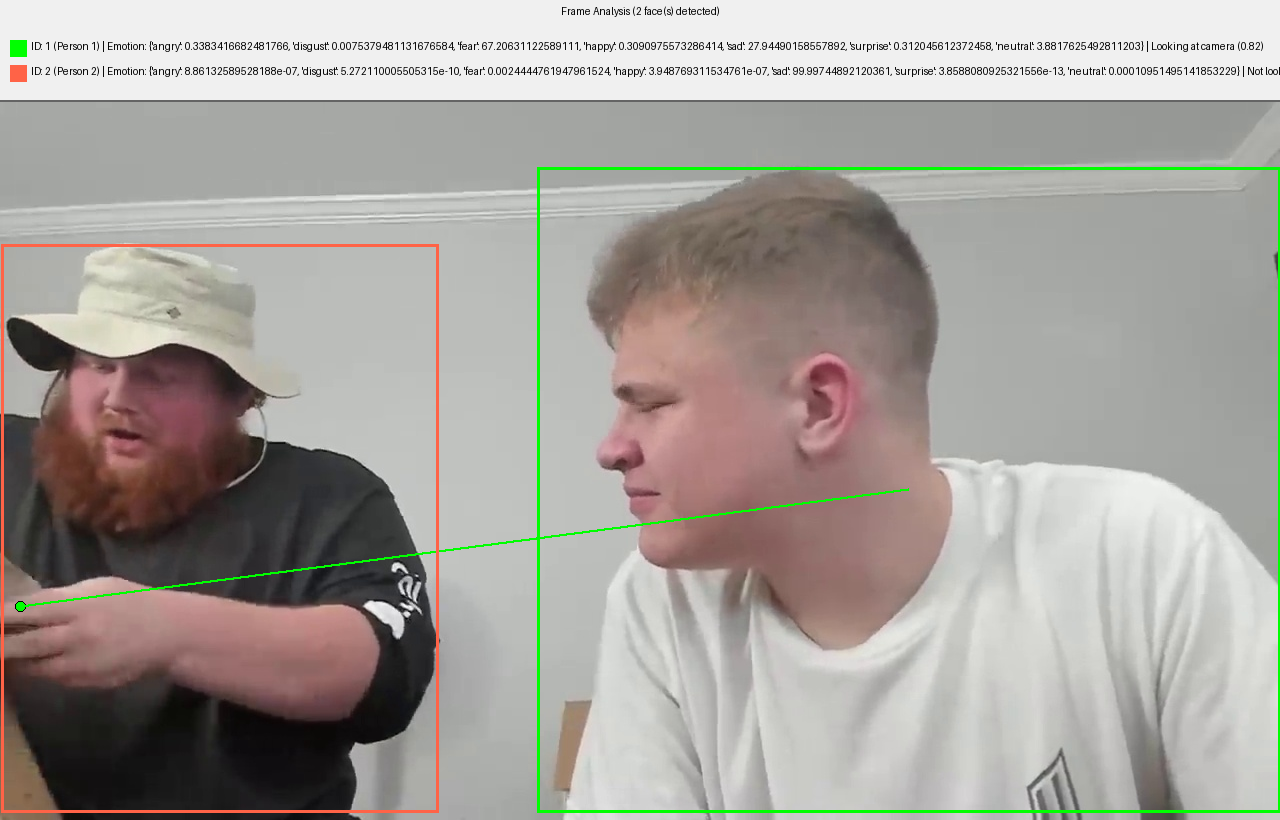 Frame Analysis (2 face(s) detected)
ID: 1 (Person 1) | Emotion: {'angry': 0.3383416682481766, 'disgust': 0.0075379481131676584, 'fear': 67.20631122589111, 'happy': 0.3090975573286414, 'sad': 27.94490158557892, 'surprise': 0.312045612372458, 'neutral': 3.8817625492811203} | Looking at camera (0.82)
ID: 2 (Person 2) | Emotion: {'angry': 8.86132589528188e-07, 'disgust': 5.272110005505315e-10, 'fear': 0.0024444761947961524, 'happy': 3.948769311534761e-07, 'sad': 99.99744892120361, 'surprise': 3.8588080925321556e-13, 'neutral': 0.00010951495141853229} | Not